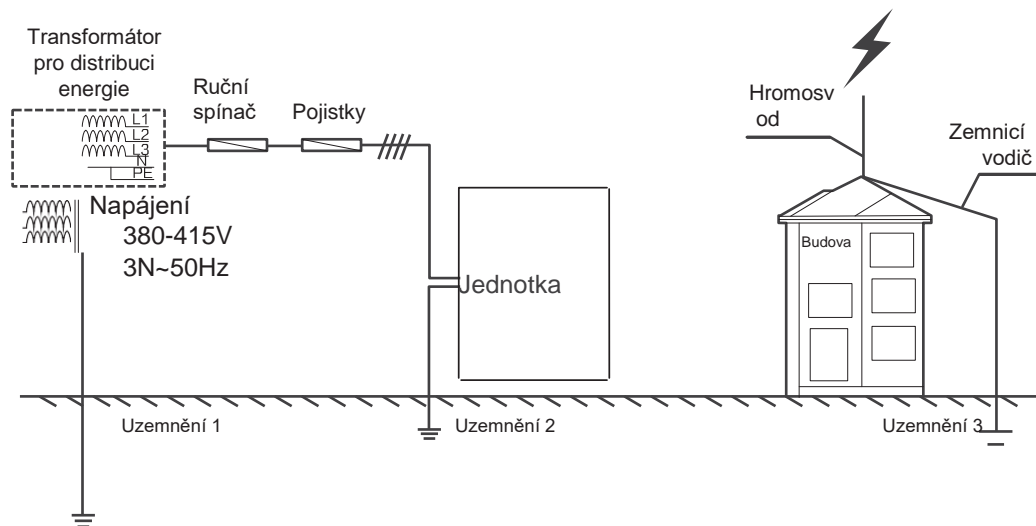 Transformátor
pro distribuci
energie
L1
L2
L3
N
PE
Ruční
spínač
Pojistky
Napájení
380-415V
3N~50Hz
Jednotka
Hromosv
od
Zemnicí
vodič
Budova
Uzemnění 1
Uzemnění 2
Uzemnění 3